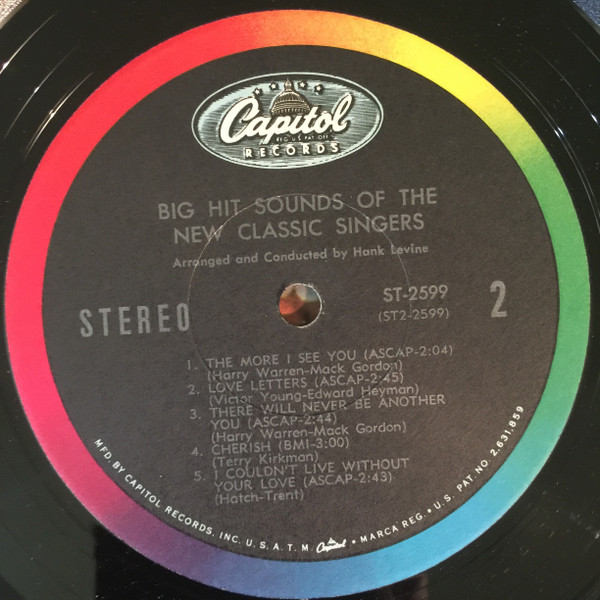 Capitol
REG. U.S. PAT. OFF.
RECORDS
BIG HIT SOUNDS OF THE
NEW CLASSIC SINGERS
Arranged and Conducted by Hank Levine
STEREO
ST-2599
(ST2-2599)
2
1. THE MORE I SEE YOU (ASCAP-2:04)
(Harry Warren-Mack Gordon)
2. LOVE LETTERS (ASCAP-2:45)
(Victor Young-Edward Heyman)
3. THERE WILL NEVER BE ANOTHER
YOU (ASCAP-2:44)
(Harry Warren-Mack Gordon)
4. CHERISH (BMI-3:00)
(Terry Kirkman)
5. I COULDN'T LIVE WITHOUT
YOUR LOVE (ASCAP-2:43)
(Hatch-Trent)
MFD. BY CAPITOL RECORDS, INC. U.S.A. T.M. Capitol • MARCA REG. • U.S. PAT. NO. 2,631,859